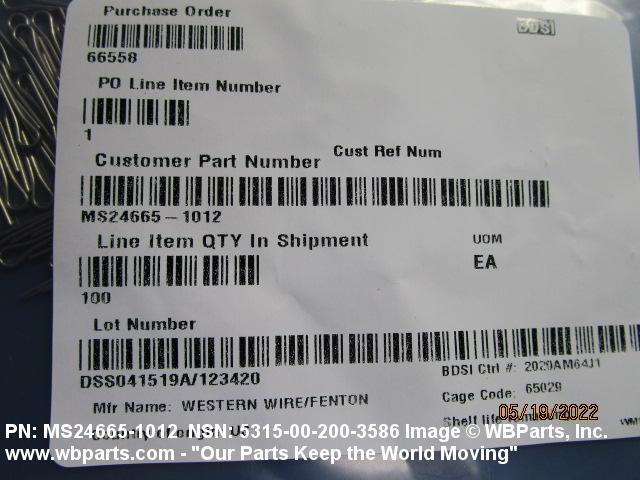 Purchase Order
BDSI
66558
PO Line Item Number
1
Cust Ref Num
Customer Part Number
MS24665-1012
Line Item QTY In Shipment
UOM
EA
100
Lot Number
DSS041519A/123420
BDSI Ctrl #: 2029AM64J1
Mfr Name: WESTERN WIRE/FENTON
Cage Code: 65029
Shelf life
05/19/2022
PN: MS24665-1012 NSN: 5315-00-200-3586 Image © WBParts, Inc.
www.wbparts.com - "Our Parts Keep the World Moving"